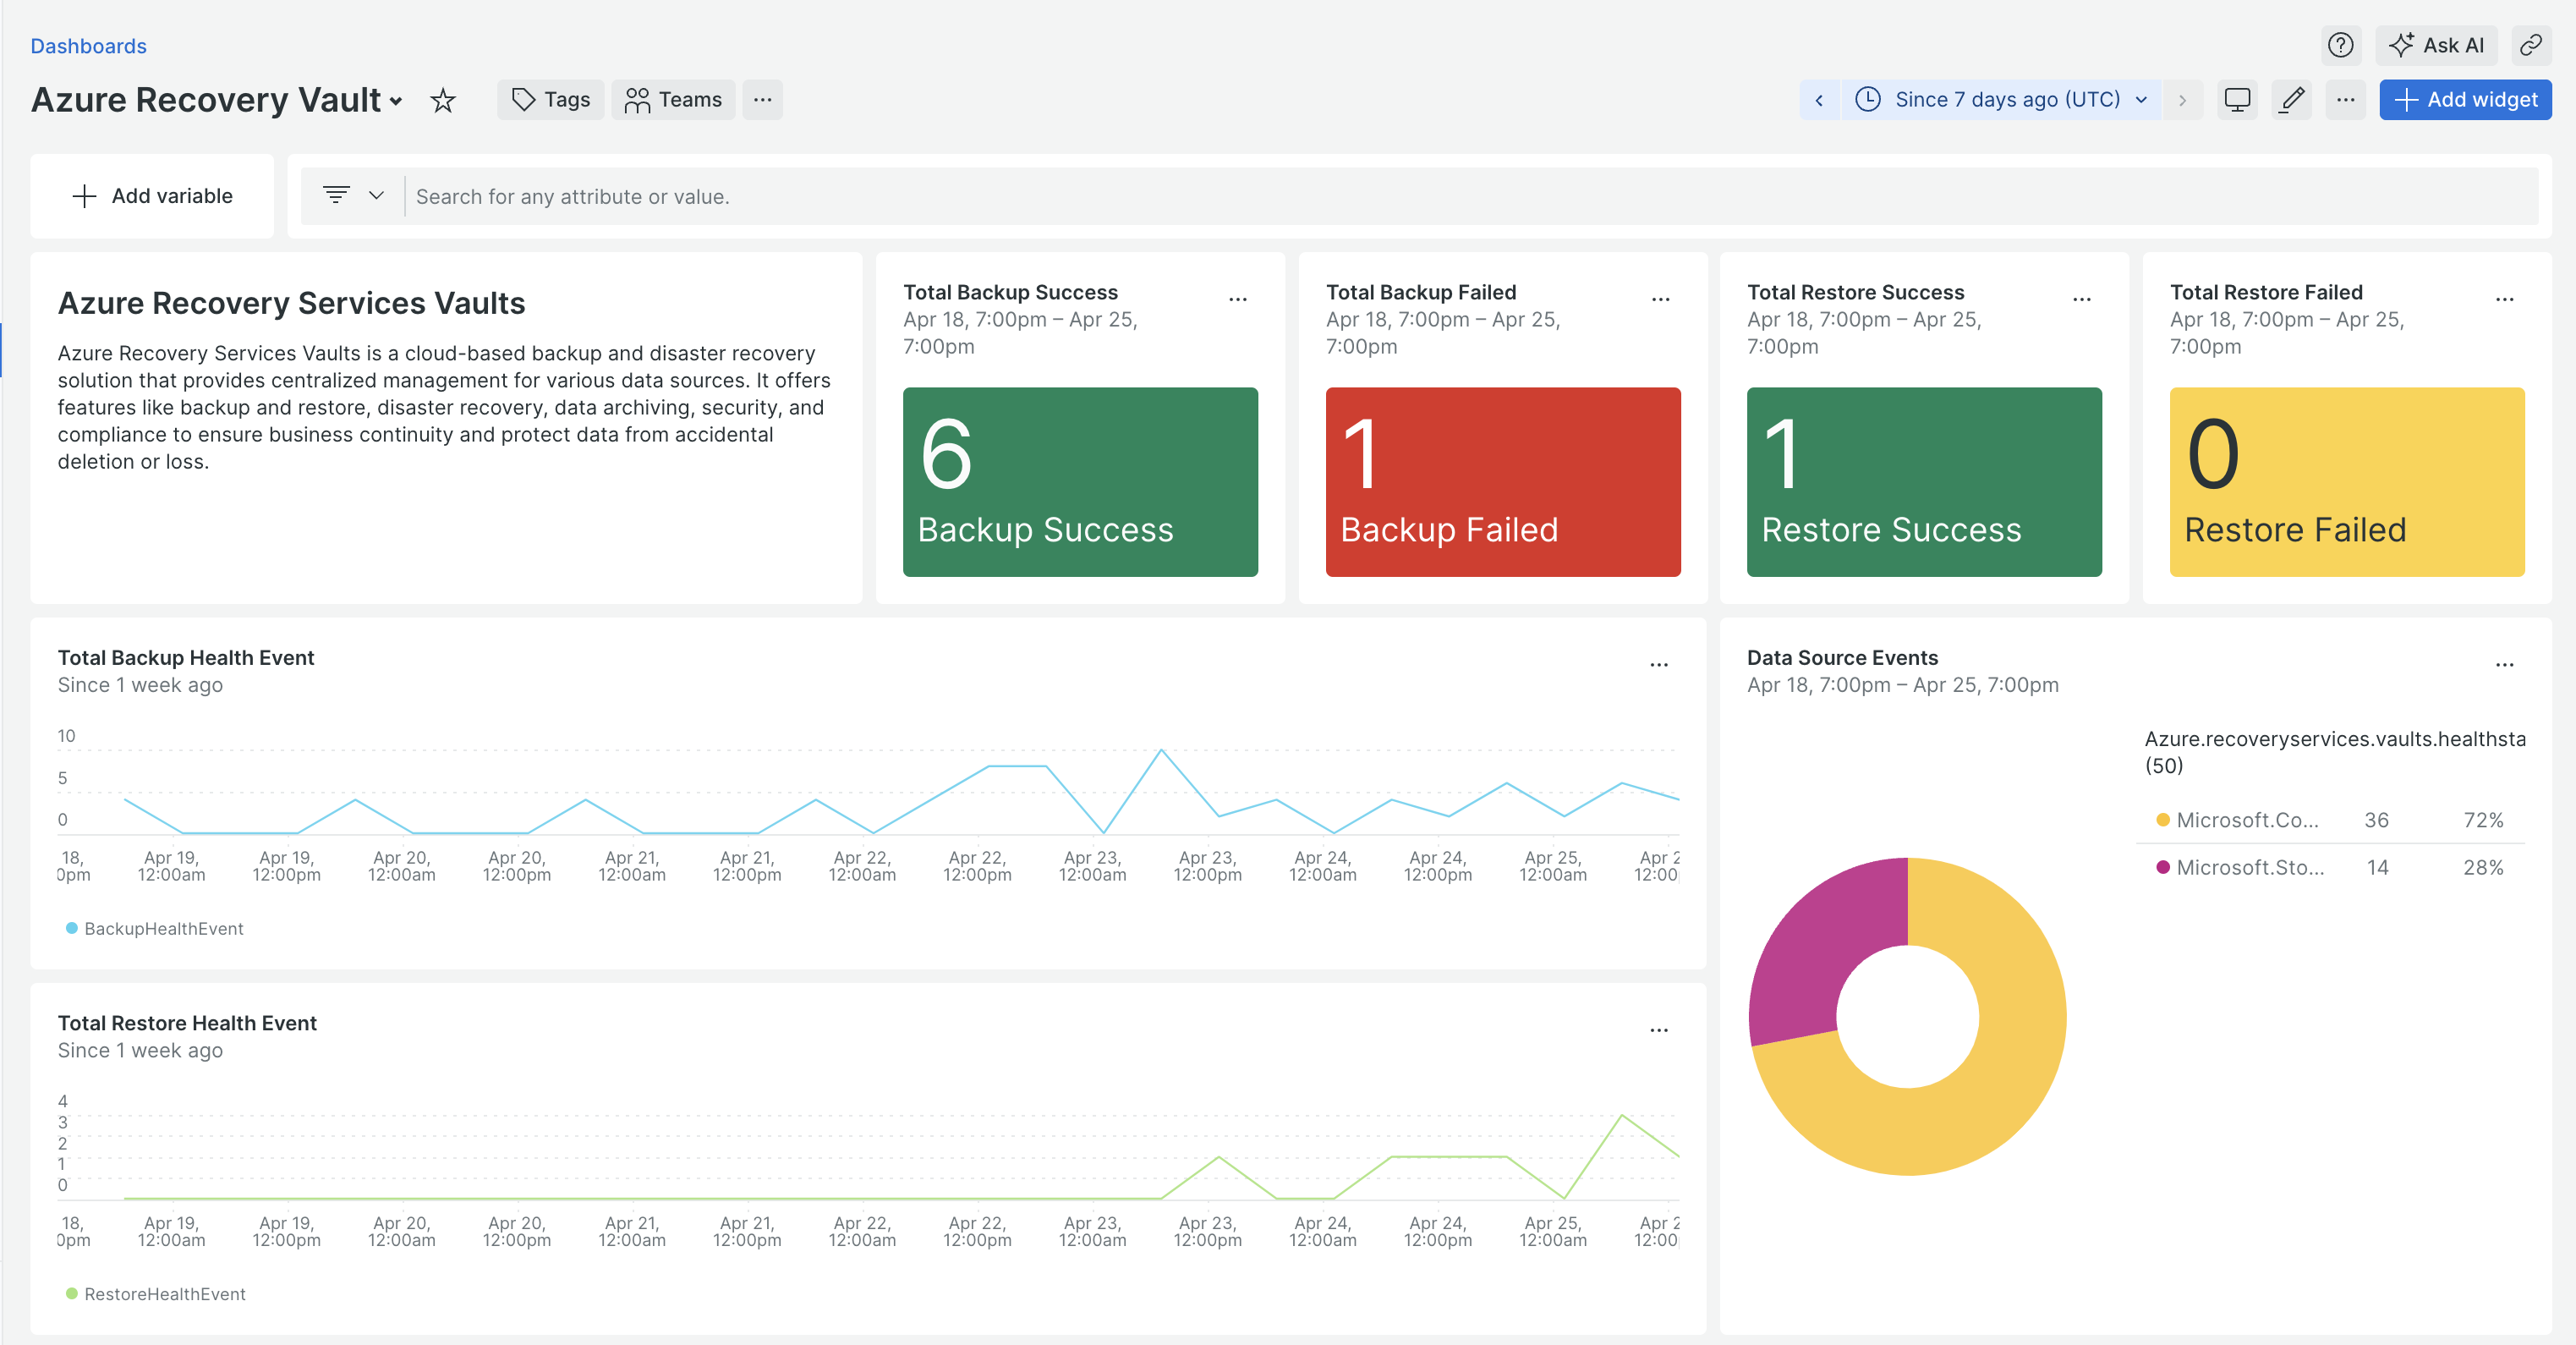 Dashboards
Ask AI
Azure Recovery Vault
Tags
Teams
Since 7 days ago (UTC)
Add widget
Add variable
Search for any attribute or value.
Azure Recovery Services Vaults
Azure Recovery Services Vaults is a cloud-based backup and disaster recovery
solution that provides centralized management for various data sources. It offers
features like backup and restore, disaster recovery, data archiving, security, and
compliance to ensure business continuity and protect data from accidental
deletion or loss.
Total Backup Success
Apr 18, 7:00pm – Apr 25,
7:00pm
6
Backup Success
Total Backup Failed
Apr 18, 7:00pm – Apr 25,
7:00pm
1
Backup Failed
Total Restore Success
Apr 18, 7:00pm – Apr 25,
7:00pm
1
Restore Success
Total Restore Failed
Apr 18, 7:00pm – Apr 25,
7:00pm
0
Restore Failed
Total Backup Health Event
Since 1 week ago
10
5
0
18, Apr 19, Apr 19, Apr 20, Apr 20, Apr 21, Apr 21, Apr 22, Apr 22, Apr 23, Apr 23, Apr 24, Apr 24, Apr 25, Apr 2
0pm 12:00am 12:00pm 12:00am 12:00pm 12:00am 12:00pm 12:00am 12:00pm 12:00am 12:00pm 12:00am 12:00pm 12:00am 12:00
BackupHealthEvent
Data Source Events
Apr 18, 7:00pm – Apr 25, 7:00pm
Azure.recoveryservices.vaults.healthsta
(50)
Microsoft.Co... 36 72%
Microsoft.Sto... 14 28%
Total Restore Health Event
Since 1 week ago
4
3
2
1
0
18, Apr 19, Apr 19, Apr 20, Apr 20, Apr 21, Apr 21, Apr 22, Apr 22, Apr 23, Apr 23, Apr 24, Apr 24, Apr 25, Apr 2
0pm 12:00am 12:00pm 12:00am 12:00pm 12:00am 12:00pm 12:00am 12:00pm 12:00am 12:00pm 12:00am 12:00pm 12:00am 12:00
RestoreHealthEvent